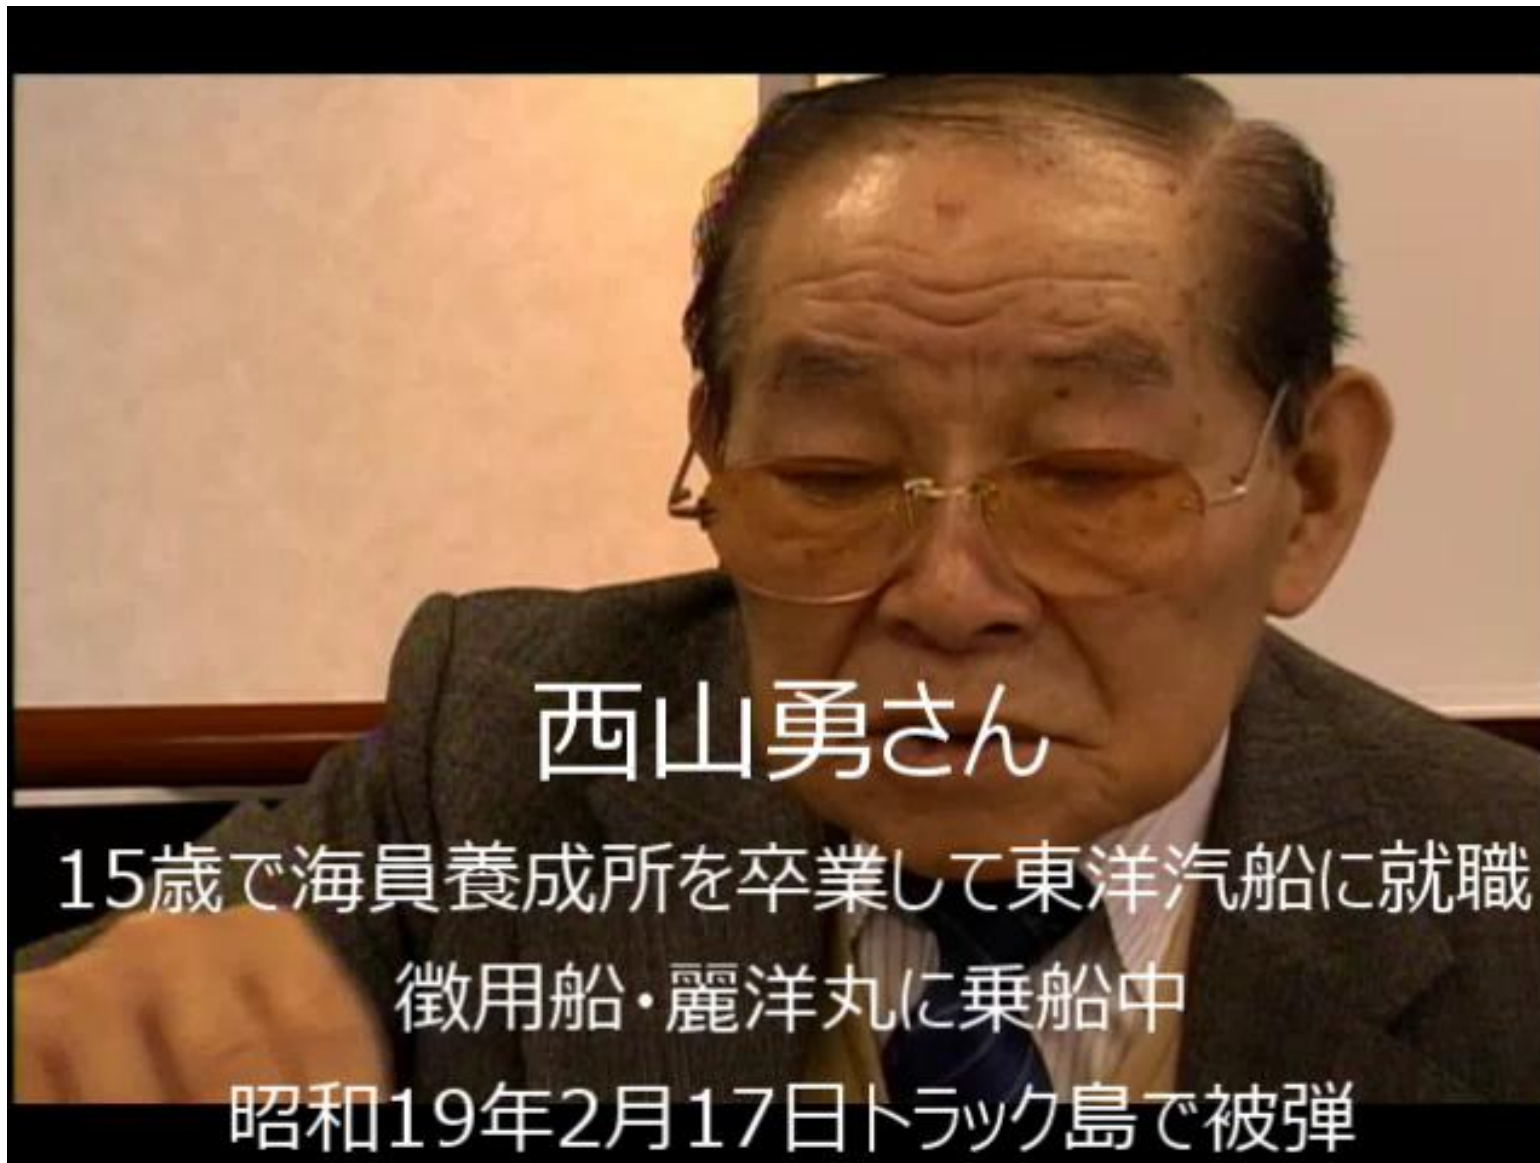 西山勇さん
15歳で海員養成所を卒業して東洋汽船に就職
徴用船・麗洋丸に乗船中
昭和19年2月17日トラック島で被弾